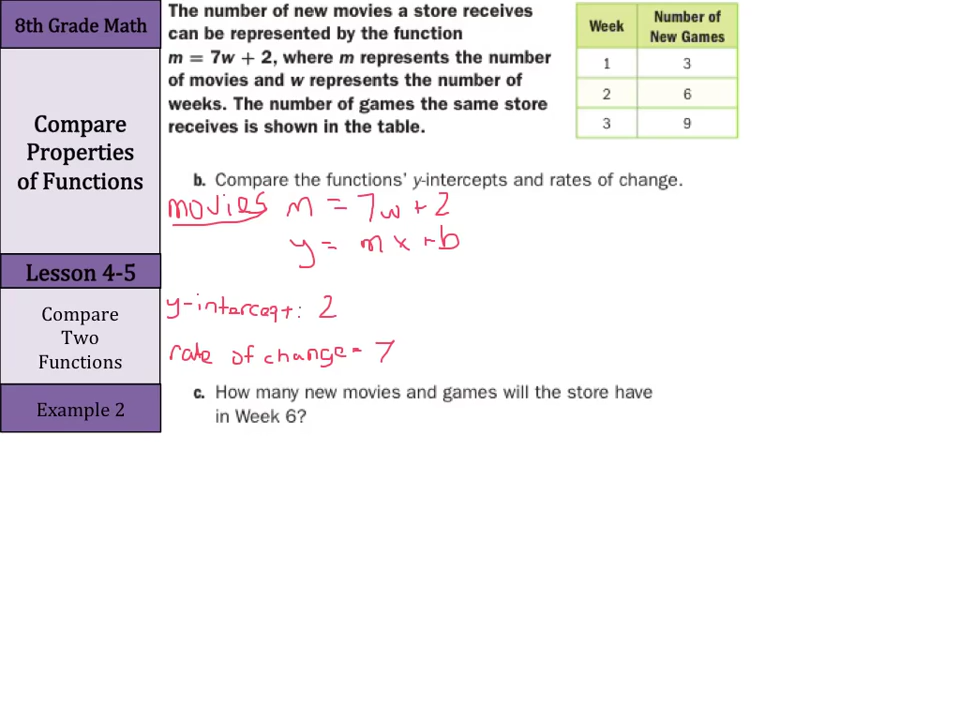 8th Grade Math
Compare
Properties
of Functions
Lesson 4-5
Compare
Two
Functions
Example 2
The number of new movies a store receives
can be represented by the function
m = 7w + 2, where m represents the number
of movies and w represents the number of
weeks. The number of games the same store
receives is shown in the table.
Week Number of New Games
1 3
2 6
3 9
b. Compare the functions' y-intercepts and rates of change.
movies m = 7w + 2
y = mx + b
y-intercept: 2
rate of change = 7
c. How many new movies and games will the store have
in Week 6?